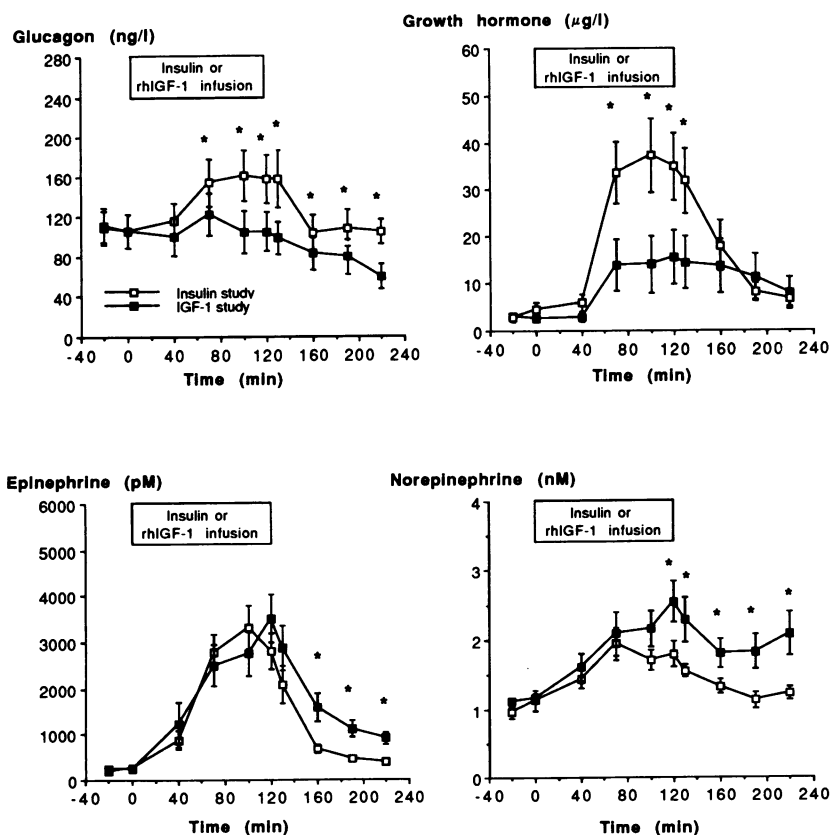 Glucagon (ng/l)
280
240
200
160
120
80
40
0
Insulin or
rhIGF-1 infusion
* * * * * * *
Insulin study
IGF-1 study
-40 0 40 80 120 160 200 240
Time (min)
Growth hormone (µg/l)
60
50
40
30
20
10
0
Insulin or
rhIGF-1 infusion
* * * *
-40 0 40 80 120 160 200 240
Time (min)
Epinephrine (pM)
6000
5000
4000
3000
2000
1000
0
Insulin or
rhIGF-1 infusion
* * *
-40 0 40 80 120 160 200 240
Time (min)
Norepinephrine (nM)
4
3
2
1
0
Insulin or
rhIGF-1 infusion
* * * * *
-40 0 40 80 120 160 200 240
Time (min)